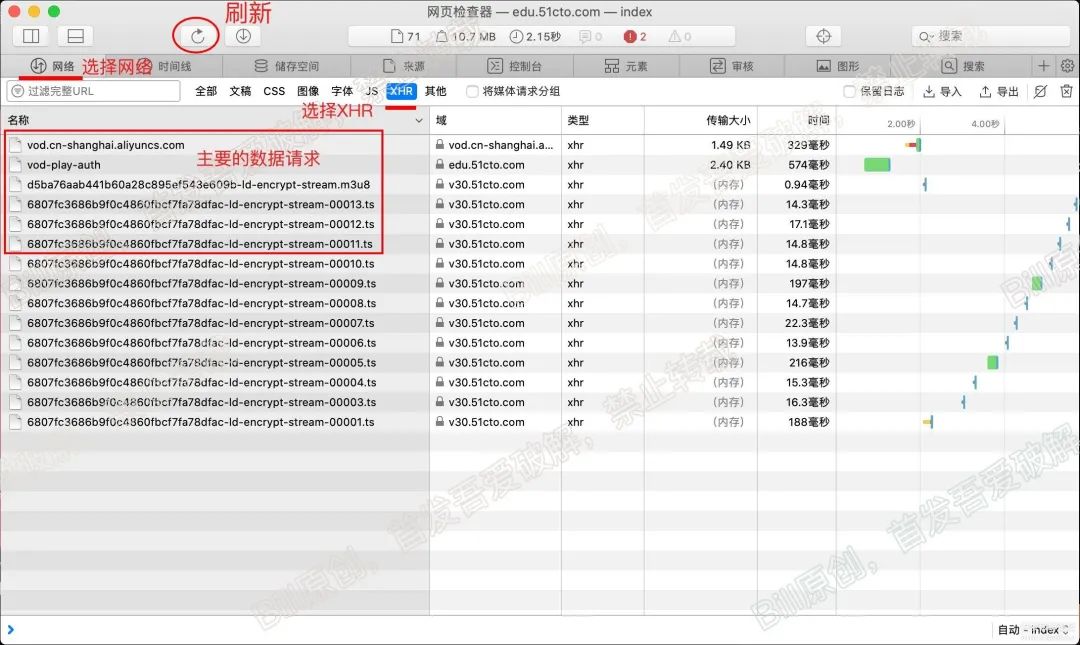 刷新
网页检查器 — edu.51cto.com — index
71 10.7 MB 2.15秒 0 2 0 搜索
网络 选择网络 时间线 储存空间 来源 控制台 元素 审核 图形 搜索
过滤完整URL 全部 文稿 CSS 图像 字体 JS XHR 其他 将媒体请求分组 保留日志 导入 导出
选择XHR
名称 域 类型 传输大小 时间 2.00秒 4.00秒
vod.cn-shanghai.aliyuncs.com vod.cn-shanghai.a... xhr 1.49 KB 329毫秒
主要的数据请求
vod-play-auth edu.51cto.com xhr 2.40 KB 574毫秒
d5ba76aab441b60a28c895ef543e609b-ld-encrypt-stream.m3u8 v30.51cto.com xhr (内存) 0.94毫秒
6807fc3686b9f0c4860fbcf7fa78dfac-ld-encrypt-stream-00013.ts v30.51cto.com xhr (内存) 14.3毫秒
6807fc3686b9f0c4860fbcf7fa78dfac-ld-encrypt-stream-00012.ts v30.51cto.com xhr (内存) 17.1毫秒
6807fc3686b9f0c4860fbcf7fa78dfac-ld-encrypt-stream-00011.ts v30.51cto.com xhr (内存) 14.8毫秒
6807fc3686b9f0c4860fbcf7fa78dfac-ld-encrypt-stream-00010.ts v30.51cto.com xhr (内存) 14.8毫秒
6807fc3686b9f0c4860fbcf7fa78dfac-ld-encrypt-stream-00009.ts v30.51cto.com xhr (内存) 197毫秒
6807fc3686b9f0c4860fbcf7fa78dfac-ld-encrypt-stream-00008.ts v30.51cto.com xhr (内存) 14.7毫秒
6807fc3686b9f0c4860fbcf7fa78dfac-ld-encrypt-stream-00007.ts v30.51cto.com xhr (内存) 22.3毫秒
6807fc3686b9f0c4860fbcf7fa78dfac-ld-encrypt-stream-00006.ts v30.51cto.com xhr (内存) 13.9毫秒
6807fc3686b9f0c4860fbcf7fa78dfac-ld-encrypt-stream-00005.ts v30.51cto.com xhr (内存) 216毫秒
6807fc3686b9f0c4860fbcf7fa78dfac-ld-encrypt-stream-00004.ts v30.51cto.com xhr (内存) 15.3毫秒
6807fc3686b9f0c4860fbcf7fa78dfac-ld-encrypt-stream-00003.ts v30.51cto.com xhr (内存) 16.3毫秒
6807fc3686b9f0c4860fbcf7fa78dfac-ld-encrypt-stream-00001.ts v30.51cto.com xhr (内存) 188毫秒
Bill原创，首发吾爱破解，禁止转载
Bill原创，首发吾爱破解
自动 - index